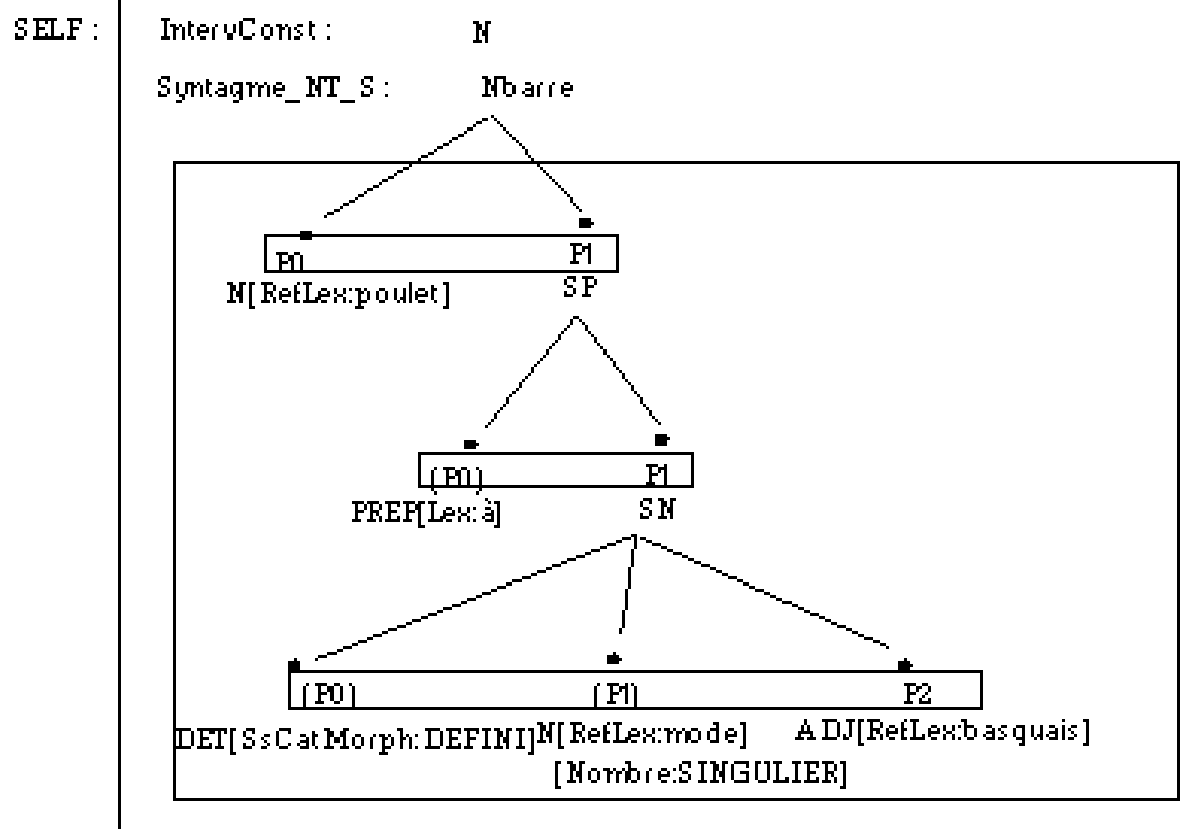 SELF : IntervConst : N
Syntagme_NT_S : Nbarre
P0 P1
N[RefLex:poulet] SP
(P0) P1
PREP[Lex:à] SN
(P0) (P1) P2
DET[SsCatMorph:DEFINI] N[RefLex:mode] ADJ[RefLex:basquais]
[Nombre:SINGULIER]